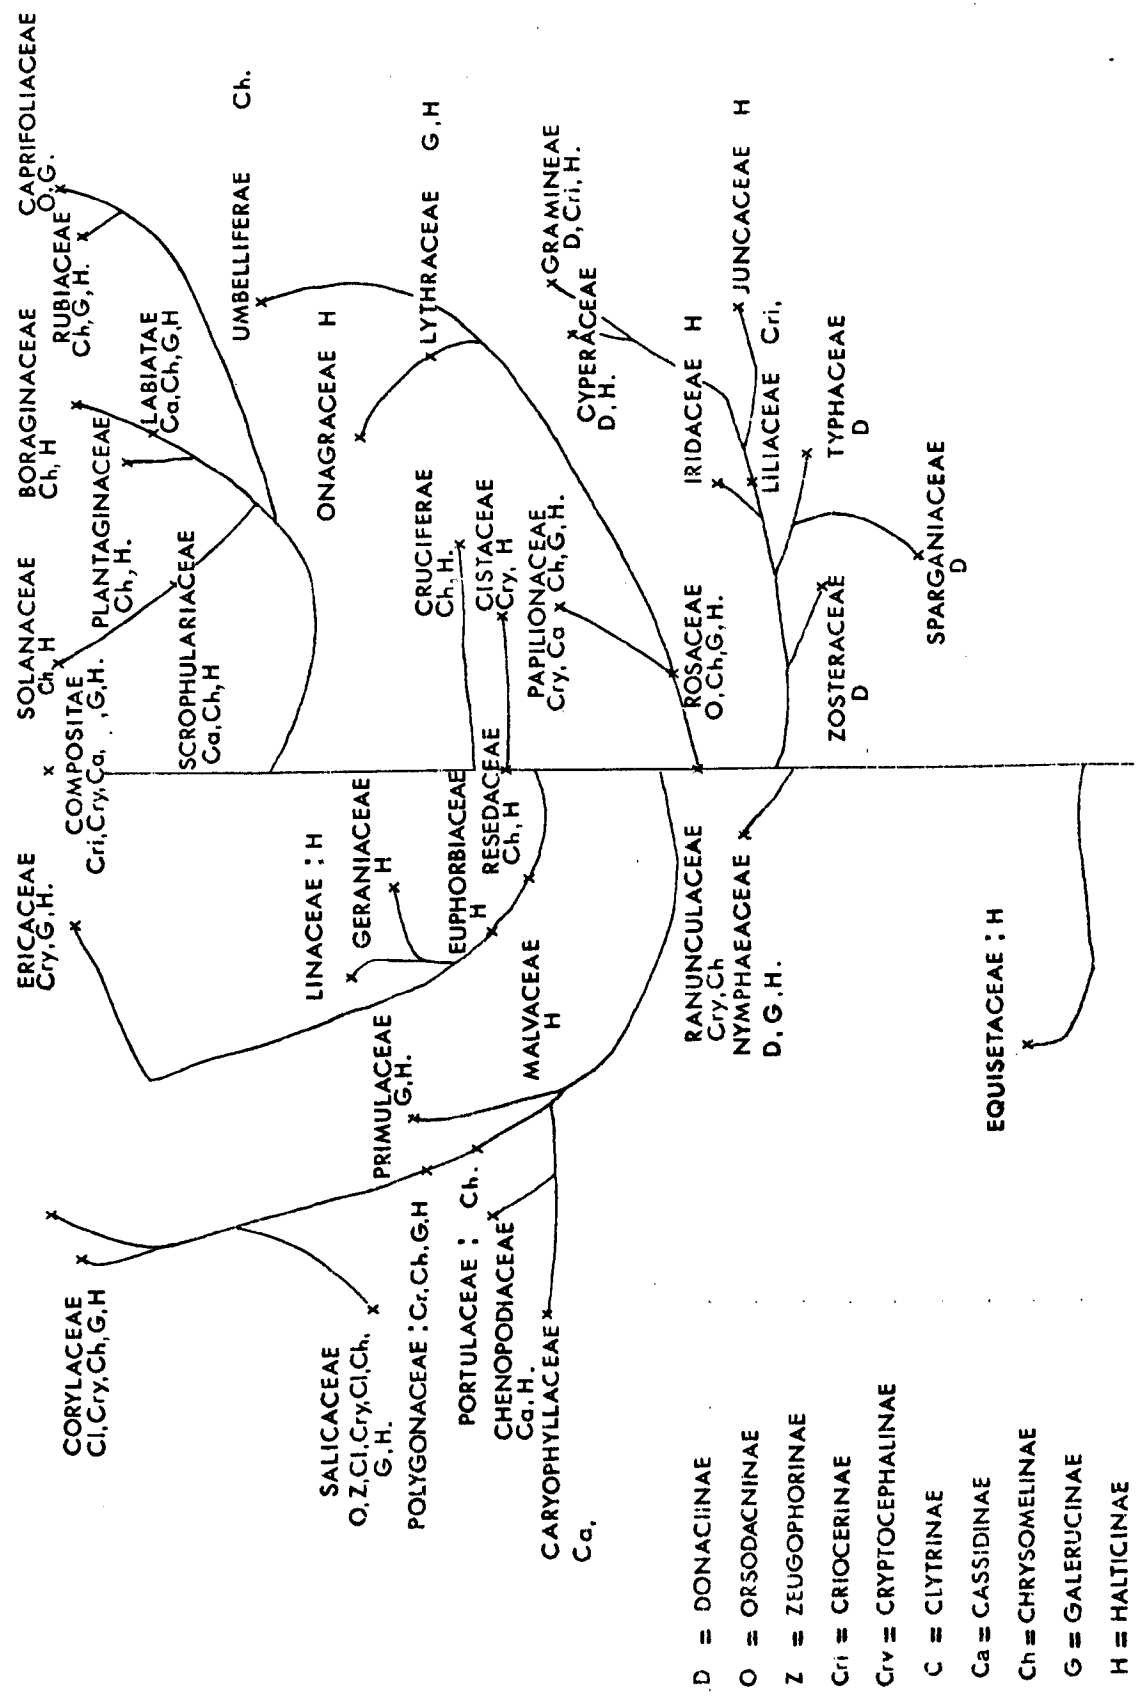 CORYLACEAE
Cl,Cry,Ch,G,H
ERICACEAE
Cry,G,H.
SOLANACEAE
Ch,H
COMPOSITAE
Cri,Cry,Ca, ,G,H.
BORAGINACEAE
Ch, H
CAPRIFOLIACEAE
O,G.
RUBIACEAE
Ch,G,H.
PLANTAGINACEAE
Ch, H.
LABIATAE
Ca,Ch,G,H
SCROPHULARIACEAE
Ca,Ch,H
UMBELLIFERAE Ch.
SALICACEAE
O,Z,Cl,Cry,Cl,Ch,
G,H.
LINACEAE : H
GERANIACEAE
H
ONAGRACEAE H
PRIMULACEAE
G,H.
LYTHRACEAE G,H
POLYGONACEAE : Cr,Ch,G,H
CRUCIFERAE
Ch,H.
EUPHORBIACEAE
H
PORTULACEAE : Ch.
RESEDACEAE
Ch,H
CISTACEAE
Cry, H
CHENOPODIACEAE
Ca,H.
MALVACEAE
H
PAPILIONACEAE
Cry,Ca Ch,G,H.
GRAMINEAE
D,Cri,H.
CARYOPHYLLACEAE
Ca,
CYPERACEAE
D,H.
RANUNCULACEAE
Cry,Ch
ROSACEAE
O,Ch,G,H.
IRIDACEAE H
NYMPHAEACEAE
D,G,H.
JUNCACEAE H
LILIACEAE Cri,
ZOSTERACEAE
D
TYPHACEAE
D
SPARGANIACEAE
D
EQUISETACEAE : H
D = DONACIINAE
O = ORSODACNINAE
Z = ZEUGOPHORINAE
Cri = CRIOCERINAE
Cry = CRYPTOCEPHALINAE
C = CLYTRINAE
Ca = CASSIDINAE
Ch = CHRYSOMELINAE
G = GALERUCINAE
H = HALTICINAE